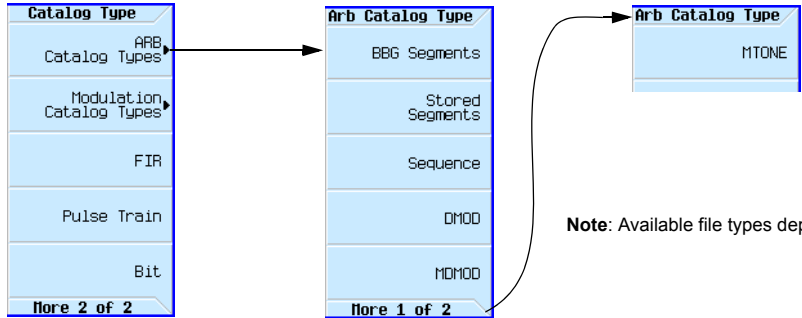 Catalog Type
ARB
Catalog Types
Modulation
Catalog Types
FIR
Pulse Train
Bit
More 2 of 2
Arb Catalog Type
BBG Segments
Stored
Segments
Sequence
DMOD
MDMOD
More 1 of 2
Arb Catalog Type
MTONE
Note: Available file types